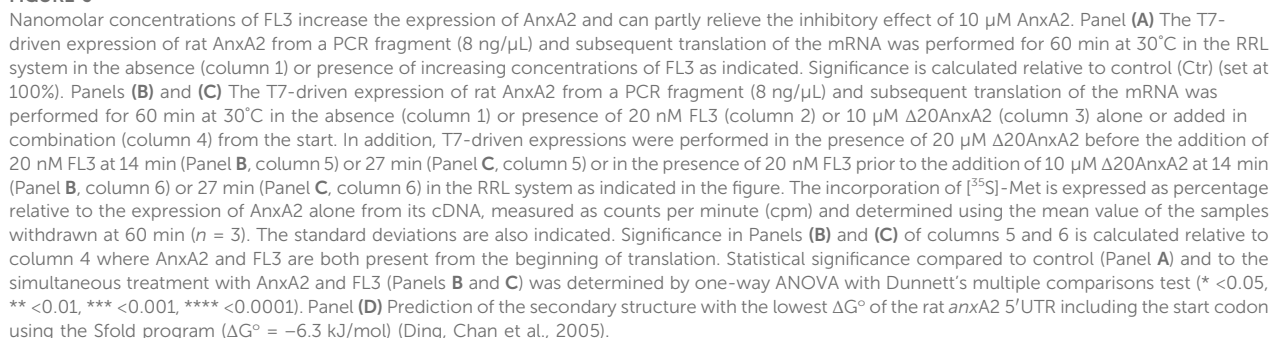 Nanomolar concentrations of FL3 increase the expression of AnxA2 and can partly relieve the inhibitory effect of 10 µM AnxA2. Panel (A) The T7-
driven expression of rat AnxA2 from a PCR fragment (8 ng/µL) and subsequent translation of the mRNA was performed for 60 min at 30°C in the RRL
system in the absence (column 1) or presence of increasing concentrations of FL3 as indicated. Significance is calculated relative to control (Ctr) (set at
100%). Panels (B) and (C) The T7-driven expression of rat AnxA2 from a PCR fragment (8 ng/µL) and subsequent translation of the mRNA was
performed for 60 min at 30°C in the absence (column 1) or presence of 20 nM FL3 (column 2) or 10 µM Δ20AnxA2 (column 3) alone or added in
combination (column 4) from the start. In addition, T7-driven expressions were performed in the presence of 20 µM Δ20AnxA2 before the addition of
20 nM FL3 at 14 min (Panel B, column 5) or 27 min (Panel C, column 5) or in the presence of 20 nM FL3 prior to the addition of 10 µM Δ20AnxA2 at 14 min
(Panel B, column 6) or 27 min (Panel C, column 6) in the RRL system as indicated in the figure. The incorporation of [³⁵S]-Met is expressed as percentage
relative to the expression of AnxA2 alone from its cDNA, measured as counts per minute (cpm) and determined using the mean value of the samples
withdrawn at 60 min (n = 3). The standard deviations are also indicated. Significance in Panels (B) and (C) of columns 5 and 6 is calculated relative to
column 4 where AnxA2 and FL3 are both present from the beginning of translation. Statistical significance compared to control (Panel A) and to the
simultaneous treatment with AnxA2 and FL3 (Panels B and C) was determined by one-way ANOVA with Dunnett's multiple comparisons test (* <0.05,
** <0.01, *** <0.001, **** <0.0001). Panel (D) Prediction of the secondary structure with the lowest ΔG° of the rat anxA2 5′UTR including the start codon
using the Sfold program (ΔG° = −6.3 kJ/mol) (Ding, Chan et al., 2005).